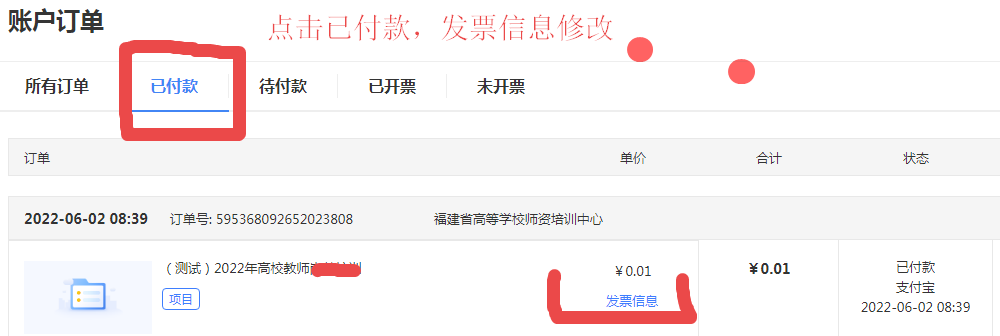 账户订单
点击已付款，发票信息修改
所有订单 已付款 待付款 已开票 未开票
订单 单价 合计 状态
2022-06-02 08:39 订单号: 595368092652023808 福建省高等学校师资培训中心
（测试）2022年高校教师
项目
￥0.01
发票信息
￥0.01
已付款
支付宝
2022-06-02 08:39